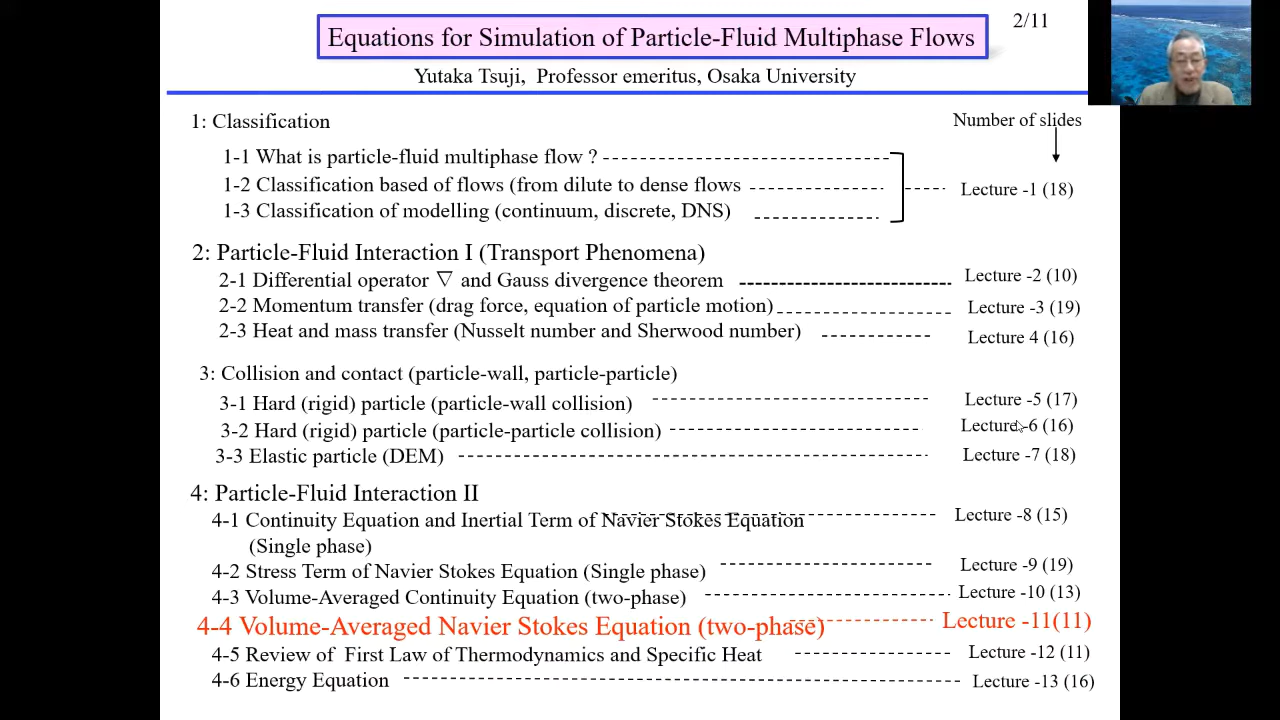 Equations for Simulation of Particle-Fluid Multiphase Flows
2/11
Yutaka Tsuji, Professor emeritus, Osaka University
1: Classification
Number of slides
1-1 What is particle-fluid multiphase flow ?
1-2 Classification based of flows (from dilute to dense flows
Lecture -1 (18)
1-3 Classification of modelling (continuum, discrete, DNS)
2: Particle-Fluid Interaction I (Transport Phenomena)
2-1 Differential operator ▽ and Gauss divergence theorem Lecture -2 (10)
2-2 Momentum transfer (drag force, equation of particle motion) Lecture -3 (19)
2-3 Heat and mass transfer (Nusselt number and Sherwood number) Lecture 4 (16)
3: Collision and contact (particle-wall, particle-particle)
3-1 Hard (rigid) particle (particle-wall collision) Lecture -5 (17)
3-2 Hard (rigid) particle (particle-particle collision) Lecture -6 (16)
3-3 Elastic particle (DEM) Lecture -7 (18)
4: Particle-Fluid Interaction II
4-1 Continuity Equation and Inertial Term of Navier Stokes Equation Lecture -8 (15)
(Single phase)
4-2 Stress Term of Navier Stokes Equation (Single phase) Lecture -9 (19)
4-3 Volume-Averaged Continuity Equation (two-phase) Lecture -10 (13)
4-4 Volume-Averaged Navier Stokes Equation (two-phase) Lecture -11(11)
4-5 Review of First Law of Thermodynamics and Specific Heat Lecture -12 (11)
4-6 Energy Equation Lecture -13 (16)